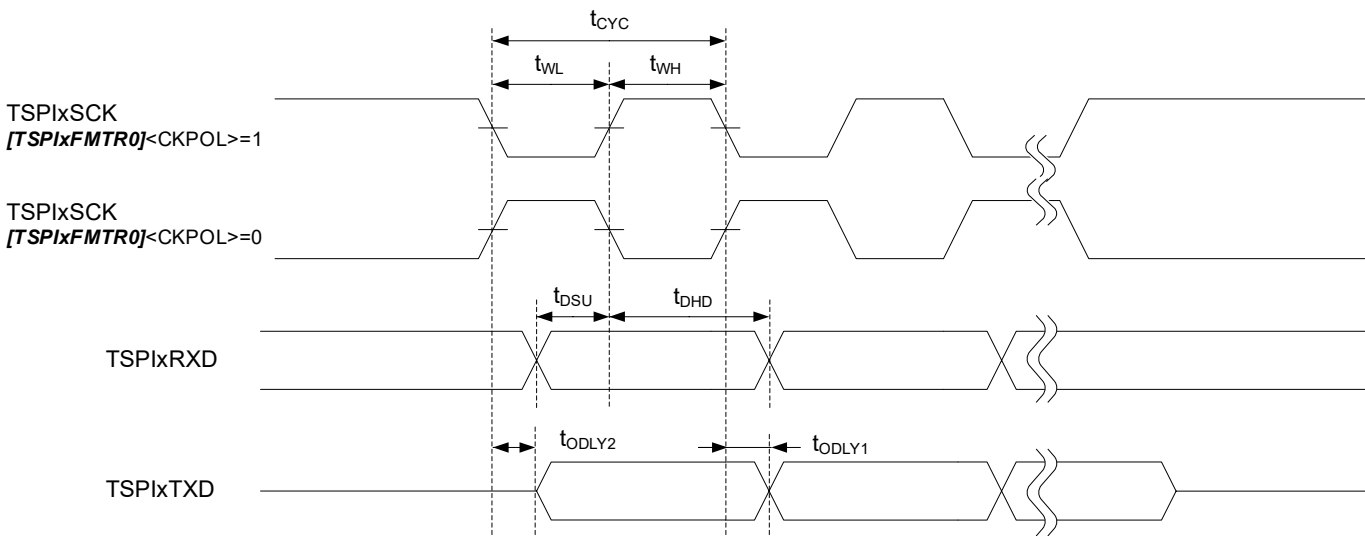 tCYC
tWL
tWH
TSPIxSCK
[TSPIxFMTR0]<CKPOL>=1
TSPIxSCK
[TSPIxFMTR0]<CKPOL>=0
tDSU
tDHD
TSPIxRXD
tODLY2
tODLY1
TSPIxTXD